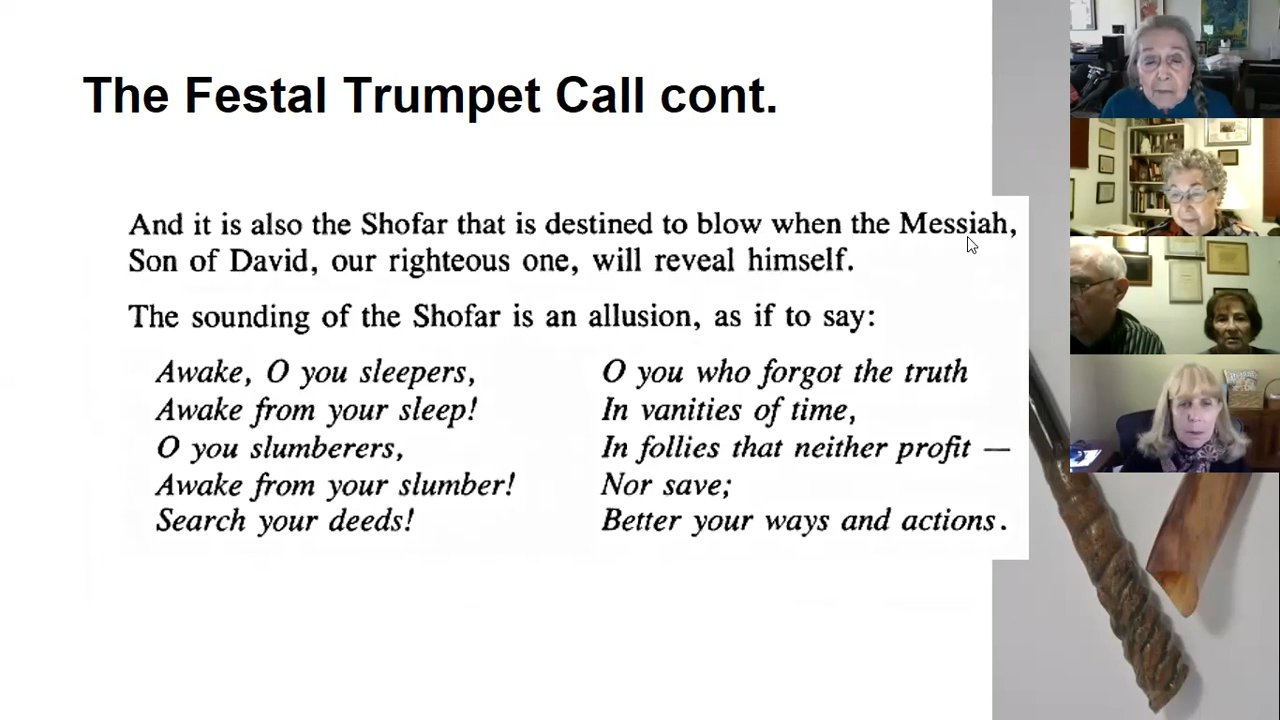 The Festal Trumpet Call cont.
And it is also the Shofar that is destined to blow when the Messiah,
Son of David, our righteous one, will reveal himself.
The sounding of the Shofar is an allusion, as if to say:
Awake, O you sleepers,
Awake from your sleep!
O you slumberers,
Awake from your slumber!
Search your deeds!
O you who forgot the truth
In vanities of time,
In follies that neither profit —
Nor save;
Better your ways and actions.